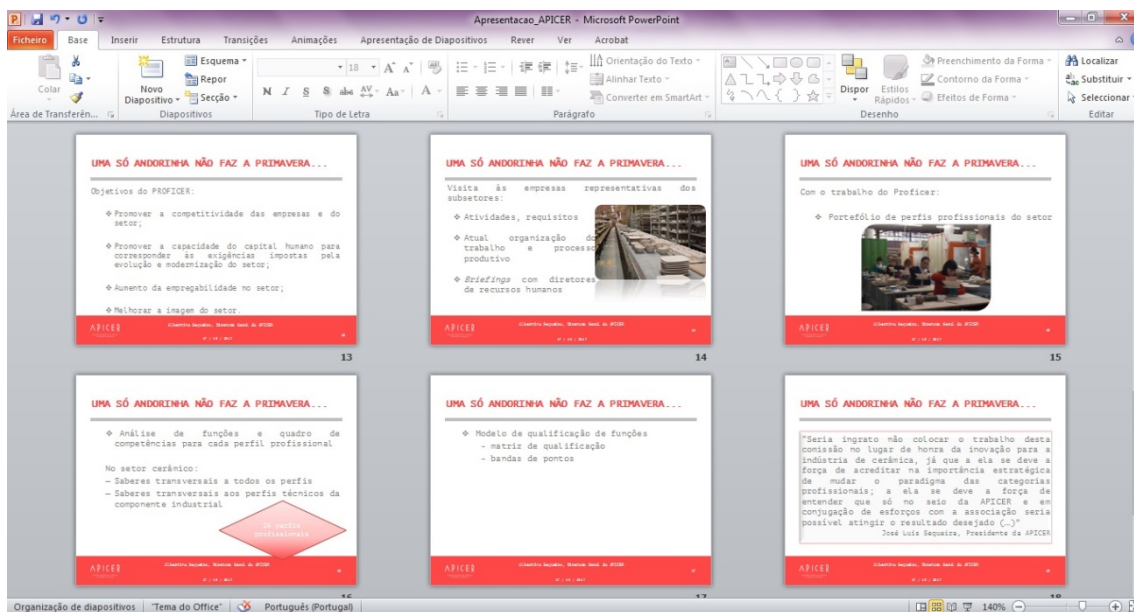 Apresentacao_APICER - Microsoft PowerPoint
Ficheiro Base Inserir Estrutura Transições Animações Apresentação de Diapositivos Rever Ver Acrobat
Colar
Área de Transferên...
Novo
Diapositivo
Esquema
Repor
Secção
Diapositivos
18
N I S S abc AV Aa A
Tipo de Letra
Orientação do Texto
Alinhar Texto
Converter em SmartArt
Parágrafo
Dispor
Estilos
Rápidos
Preenchimento da Forma
Contorno da Forma
Efeitos de Forma
Desenho
Localizar
Substituir
Seleccionar
Editar
UMA SÓ ANDORINHA NÃO FAZ A PRIMAVERA...
Objetivos do PROFICER:
Promover a competitividade das empresas e do
setor;
Promover a capacidade do capital humano para
corresponder às exigências impostas pela
evolução e modernização do setor;
Aumento da empregabilidade no setor;
Melhorar a imagem do setor.
APICER
13
UMA SÓ ANDORINHA NÃO FAZ A PRIMAVERA...
Visita às empresas representativas dos
subsetores:
Atividades, requisitos
Atual organização do
trabalho e processo
produtivo
Briefings com diretores
de recursos humanos
APICER
14
UMA SÓ ANDORINHA NÃO FAZ A PRIMAVERA...
Com o trabalho do Proficer:
Portefólio de perfis profissionais do setor
APICER
15
UMA SÓ ANDORINHA NÃO FAZ A PRIMAVERA...
Análise de funções e quadro de
competências para cada perfil profissional
No setor cerâmico:
– Saberes transversais a todos os perfis
– Saberes transversais aos perfis técnicos da
componente industrial
perfis
profissionais
APICER
16
UMA SÓ ANDORINHA NÃO FAZ A PRIMAVERA...
Modelo de qualificação de funções
- matriz de qualificação
- bandas de pontos
APICER
17
UMA SÓ ANDORINHA NÃO FAZ A PRIMAVERA...
"Seria ingrato não colocar o trabalho desta
comissão no lugar de honra da inovação para a
indústria de cerâmica, já que a ela se deve a
força de acreditar na importância estratégica
de mudar o paradigma das categorias
profissionais; a ela se deve a força de
entender que só no seio da APICER e em
conjugação de esforços com a associação seria
possível atingir o resultado desejado (…)"
José Luís Sequeira, Presidente da APICER
APICER
18
Organização de diapositivos "Tema do Office" Português (Portugal) 140%